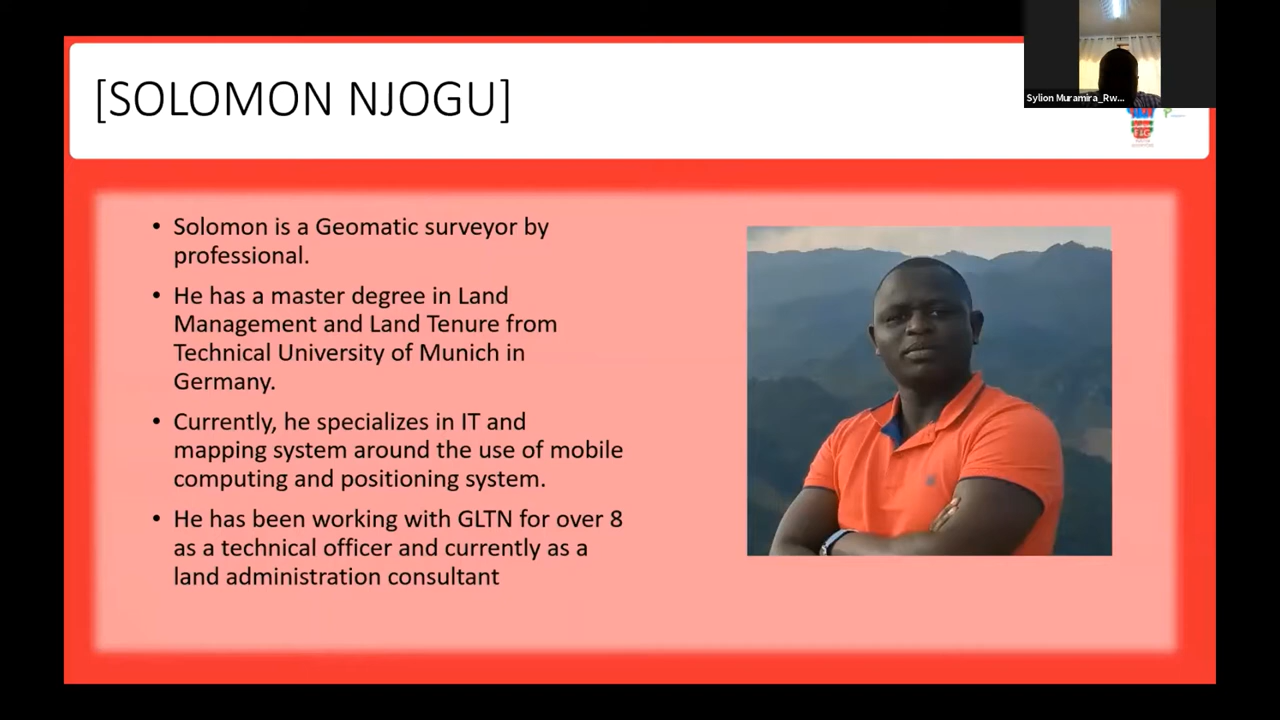 [SOLOMON NJOGU]
Sylion Muramira_Rw...
• Solomon is a Geomatic surveyor by
professional.
• He has a master degree in Land
Management and Land Tenure from
Technical University of Munich in
Germany.
• Currently, he specializes in IT and
mapping system around the use of mobile
computing and positioning system.
• He has been working with GLTN for over 8
as a technical officer and currently as a
land administration consultant